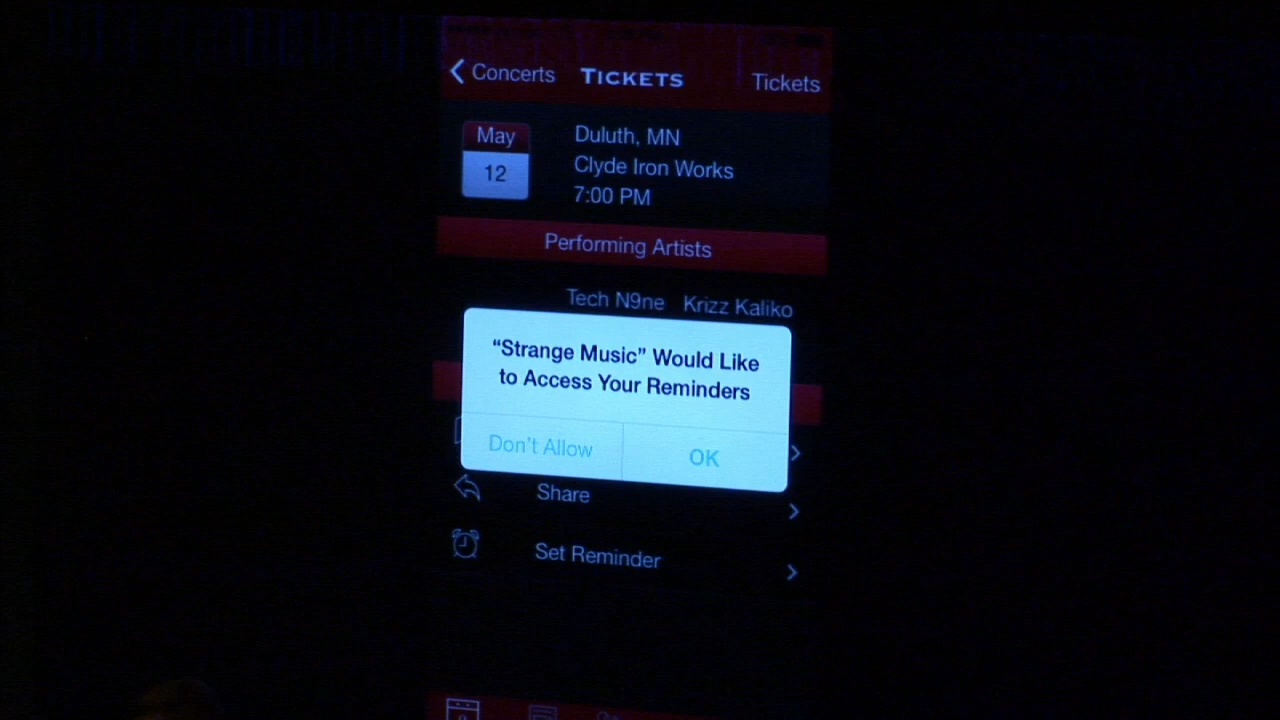 Concerts TICKETS Tickets
May
12
Duluth, MN
Clyde Iron Works
7:00 PM
Performing Artists
Tech N9ne Krizz Kaliko
“Strange Music” Would Like
to Access Your Reminders
Don't Allow OK
Share
Set Reminder